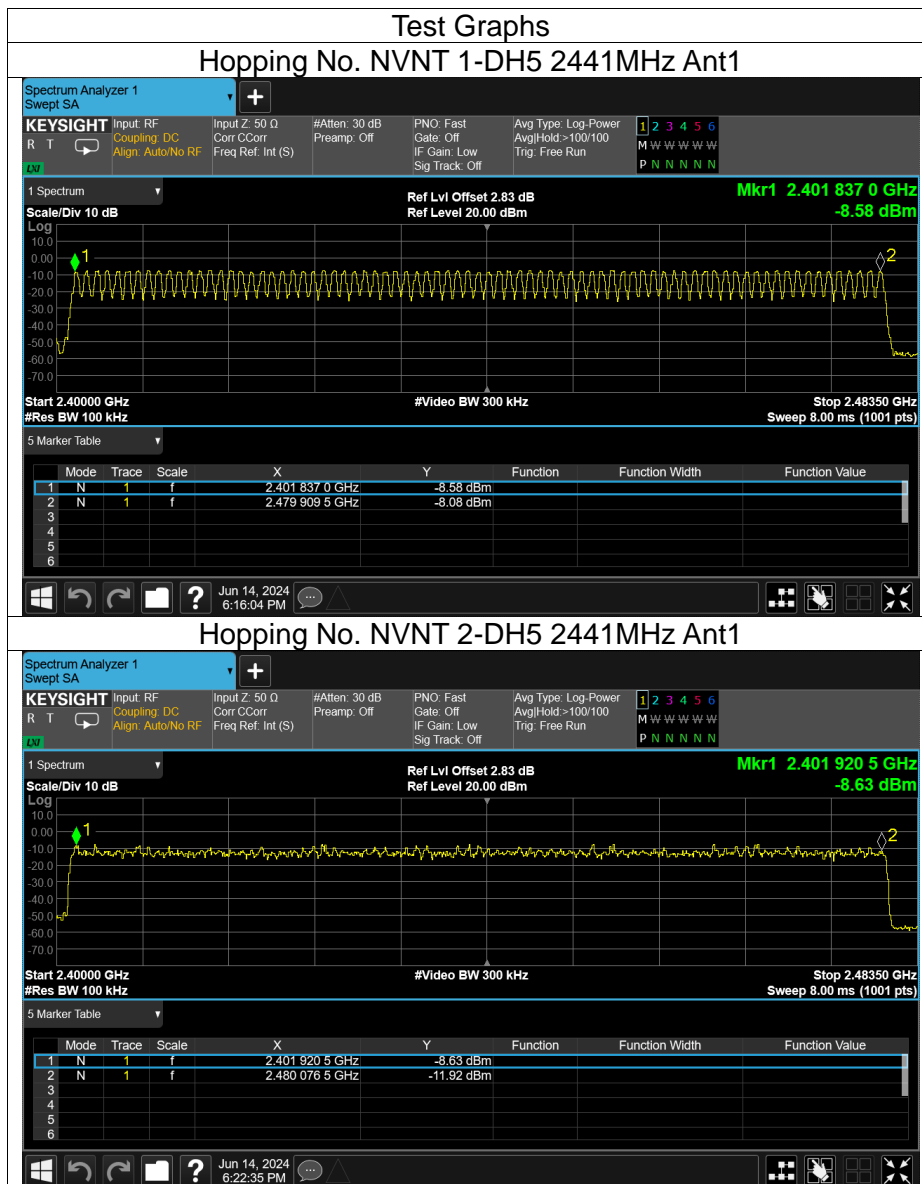 Test Graphs
Hopping No. NVNT 1-DH5 2441MHz Ant1
Spectrum Analyzer 1
Swept SA
+
KEYSIGHT Input: RF Input Z: 50 Ω #Atten: 30 dB PNO: Fast Avg Type: Log-Power 1 2 3 4 5 6
R T Coupling: DC Corr CCorr Preamp: Off Gate: Off Avg|Hold:>100/100 M W W W W W
Align: Auto/No RF Freq Ref: Int (S) IF Gain: Low Trig: Free Run
LXI Sig Track: Off P N N N N N
1 Spectrum Ref Lvl Offset 2.83 dB Mkr1 2.401 837 0 GHz
Scale/Div 10 dB Ref Level 20.00 dBm -8.58 dBm
Log
10.0
0.00 1 2
-10.0
-20.0
-30.0
-40.0
-50.0
-60.0
-70.0
Start 2.40000 GHz #Video BW 300 kHz Stop 2.48350 GHz
#Res BW 100 kHz Sweep 8.00 ms (1001 pts)
5 Marker Table
Mode Trace Scale X Y Function Function Width Function Value
1 N 1 f 2.401 837 0 GHz -8.58 dBm
2 N 1 f 2.479 909 5 GHz -8.08 dBm
3
4
5
6
? Jun 14, 2024
6:16:04 PM
Hopping No. NVNT 2-DH5 2441MHz Ant1
Spectrum Analyzer 1
Swept SA
+
KEYSIGHT Input: RF Input Z: 50 Ω #Atten: 30 dB PNO: Fast Avg Type: Log-Power 1 2 3 4 5 6
R T Coupling: DC Corr CCorr Preamp: Off Gate: Off Avg|Hold:>100/100 M W W W W W
Align: Auto/No RF Freq Ref: Int (S) IF Gain: Low Trig: Free Run
LXI Sig Track: Off P N N N N N
1 Spectrum Ref Lvl Offset 2.83 dB Mkr1 2.401 920 5 GHz
Scale/Div 10 dB Ref Level 20.00 dBm -8.63 dBm
Log
10.0
0.00 1 2
-10.0
-20.0
-30.0
-40.0
-50.0
-60.0
-70.0
Start 2.40000 GHz #Video BW 300 kHz Stop 2.48350 GHz
#Res BW 100 kHz Sweep 8.00 ms (1001 pts)
5 Marker Table
Mode Trace Scale X Y Function Function Width Function Value
1 N 1 f 2.401 920 5 GHz -8.63 dBm
2 N 1 f 2.480 076 5 GHz -11.92 dBm
3
4
5
6
? Jun 14, 2024
6:22:35 PM